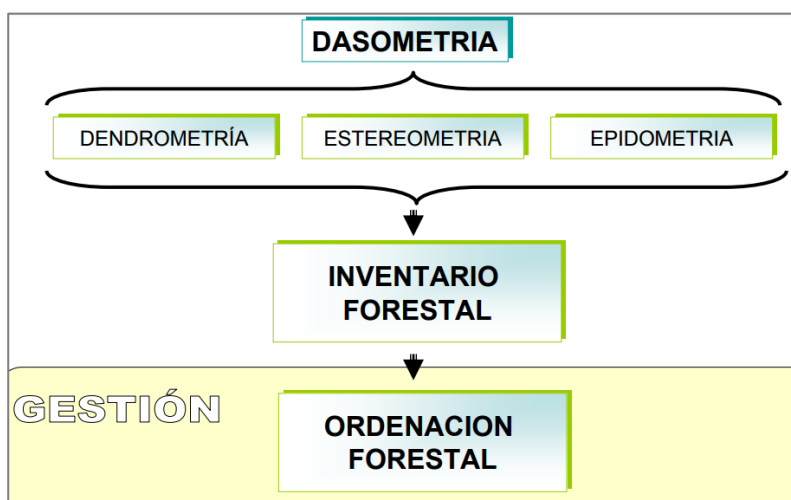 DASOMETRIA
DENDROMETRÍA
ESTEREOMETRIA
EPIDOMETRIA
INVENTARIO
FORESTAL
GESTIÓN
ORDENACION
FORESTAL